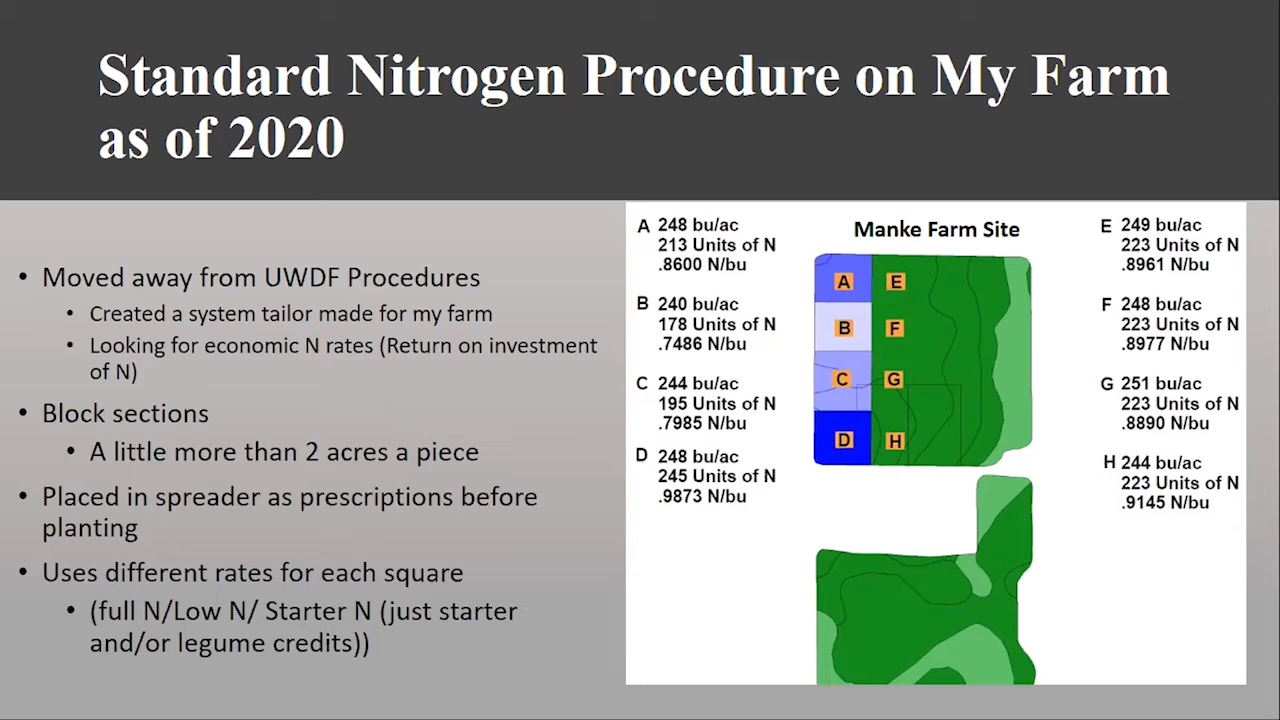 Standard Nitrogen Procedure on My Farm
as of 2020
• Moved away from UWDF Procedures
• Created a system tailor made for my farm
• Looking for economic N rates (Return on investment
of N)
• Block sections
• A little more than 2 acres a piece
• Placed in spreader as prescriptions before
planting
• Uses different rates for each square
• (full N/Low N/ Starter N (just starter
and/or legume credits))
Manke Farm Site
A 248 bu/ac
213 Units of N
.8600 N/bu
B 240 bu/ac
178 Units of N
.7486 N/bu
C 244 bu/ac
195 Units of N
.7985 N/bu
D 248 bu/ac
245 Units of N
.9873 N/bu
A E
B F
C G
D H
E 249 bu/ac
223 Units of N
.8961 N/bu
F 248 bu/ac
223 Units of N
.8977 N/bu
G 251 bu/ac
223 Units of N
.8890 N/bu
H 244 bu/ac
223 Units of N
.9145 N/bu